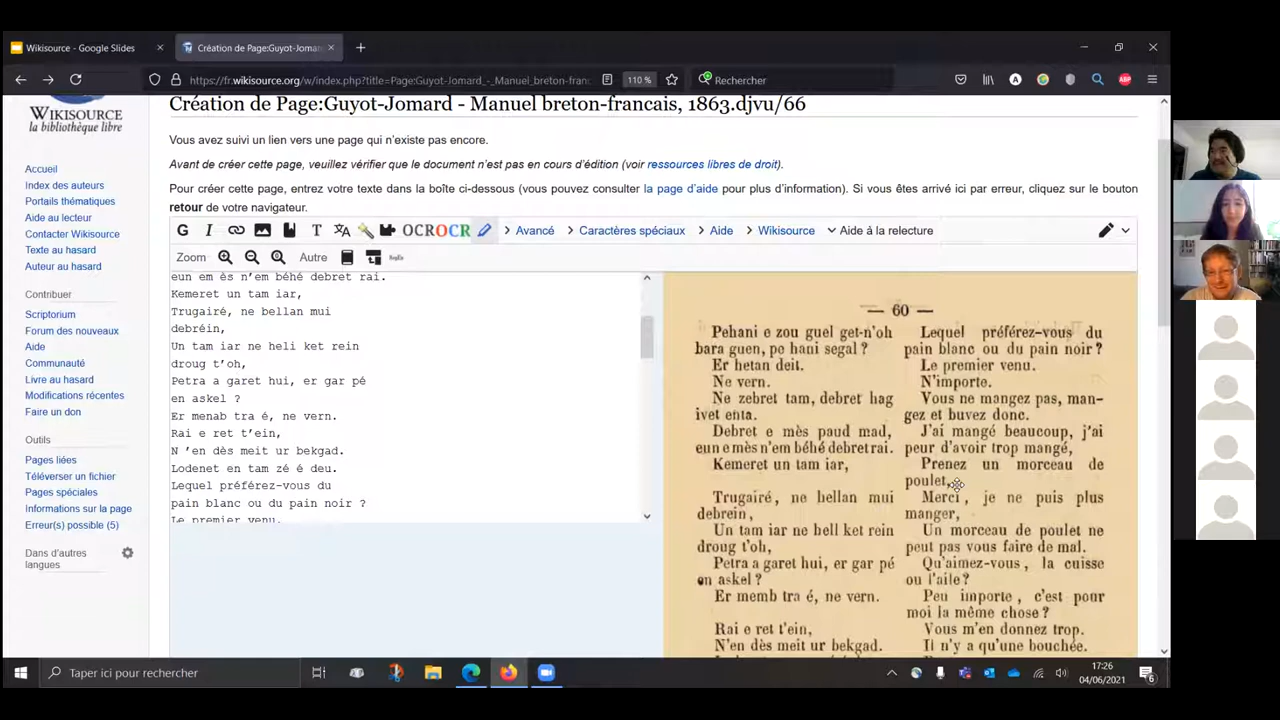 Wikisource - Google Slides
Création de Page:Guyot-Joma
https://fr.wikisource.org/w/index.php?title=Page:Guyot-Jomard_-_Manuel_breton-franc
110 %
Rechercher
WIKISOURCE
la bibliothèque libre
Accueil
Index des auteurs
Portails thématiques
Aide au lecteur
Contacter Wikisource
Texte au hasard
Auteur au hasard
Contribuer
Scriptorium
Forum des nouveaux
Aide
Communauté
Livre au hasard
Modifications récentes
Faire un don
Outils
Pages liées
Téléverser un fichier
Pages spéciales
Informations sur la page
Erreur(s) possible (5)
Dans d'autres
langues
Création de Page:Guyot-Jomard - Manuel breton-francais, 1863.djvu/66
Vous avez suivi un lien vers une page qui n'existe pas encore.
Avant de créer cette page, veuillez vérifier que le document n'est pas en cours d'édition (voir ressources libres de droit).
Pour créer cette page, entrez votre texte dans la boîte ci-dessous (vous pouvez consulter la page d'aide pour plus d'information). Si vous êtes arrivé ici par erreur, cliquez sur le bouton
retour de votre navigateur.
G I T OCR OCR Avancé Caractères spéciaux Aide Wikisource Aide à la relecture
Zoom Autre
eun em ès n'em béhé debret rai.
Kemeret un tam iar,
Trugairé, ne bellan mui
debréin,
Un tam iar ne heli ket rein
droug t'oh,
Petra a garet hui, er gar pé
en askel ?
Er menab tra é, ne vern.
Rai e ret t'ein,
N 'en dès meit ur bekgad.
Lodenet en tam zé é deu.
Lequel préférez-vous du
pain blanc ou du pain noir ?
Le premier venu.
— 60 —
Pehani e zou guel get-n'oh
bara guen, pe hani segal ?
Er hetan deit.
Ne vern.
Ne zebret tam, debret hag
ivet enta.
Debret e mès paud mad,
eun e mès n'em béhé debret rai.
Kemeret un tam iar,
Trugairé, ne hellan mui
debrein,
Un tam iar ne hell ket rein
droug t'oh,
Petra a garet hui, er gar pé
en askel ?
Er memb tra é, ne vern.
Rai e ret t'ein,
N'en dès meit ur bekgad.
Lequel préférez-vous du
pain blanc ou du pain noir ?
Le premier venu.
N'importe.
Vous ne mangez pas, man-
gez et buvez donc.
J'ai mangé beaucoup, j'ai
peur d'avoir trop mangé,
Prenez un morceau de
poulet,
Merci, je ne puis plus
manger,
Un morceau de poulet ne
peut pas vous faire de mal.
Qu'aimez-vous, la cuisse
ou l'aile ?
Peu importe, c'est pour
moi la même chose ?
Vous m'en donnez trop.
Il n'y a qu'une bouchée.
Taper ici pour rechercher
17:26
04/06/2021
6